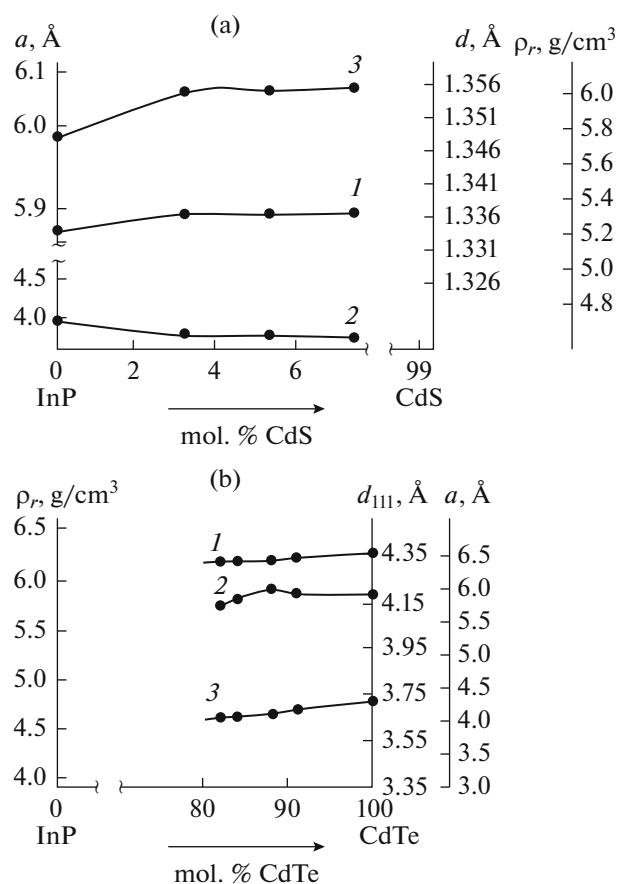 (a)
a, Å d, Å ρr, g/cm³
6.1 3 1.356 6.0
6.0 1.351 5.8
1.346 5.6
1.341 5.4
5.9 1 1.336 5.2
1.331 5.0
4.5 1.326 4.8
4.0 2
0 2 4 6 99
InP CdS
mol. % CdS
(b)
ρr, g/cm³ d111, Å a, Å
6.5 1 4.35 6.5
6.0 2 6.0
4.15 5.5
5.5 3.95 5.0
5.0 3 3.75 4.5
4.5 4.0
3.55 3.5
4.0 3.35 3.0
0 80 90 100
InP CdTe
mol. % CdTe